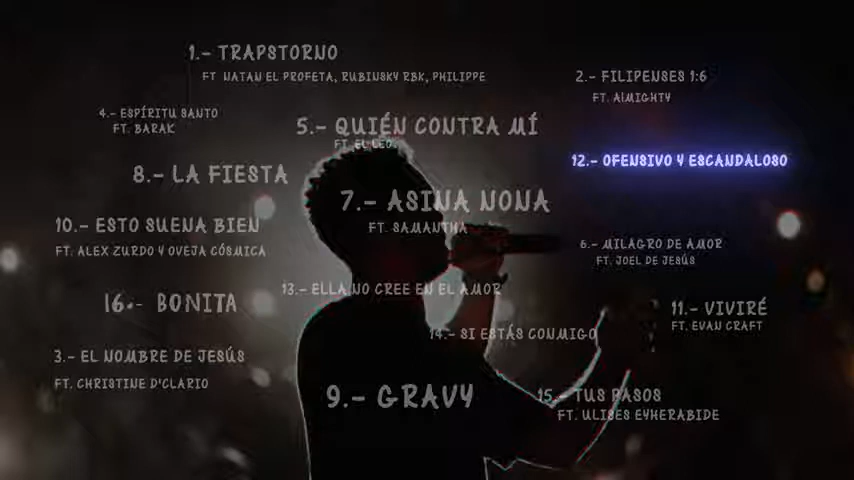 1.- TRAPSTORNO
FT NATAN EL PROFETA, RUBINSKY RBK, PHILIPPE
2.- FILIPENSES 1:6
FT. AlMIGHTY
4.- ESPÍRITU SANTO
FT. BARAK
5.- QUIÉN CONTRA MÍ
FT. EL LEO.
12.- OFENSIVO Y ESCANDALOSO
8.- LA FIESTA
7.- ASINA NONA
FT. SAMANTHA
10.- ESTO SUENA BIEN
FT. ALEX ZURDO Y OVEJA CÓSMICA
6.- MILAGRO DE AMOR
FT. JOEL DE JESÚS
13.- ELLA NO CREE EN EL AMOR
16.- BONITA
11.- VIVIRÉ
FT. EVAN CRAFT
14.- SI ESTÁS CONMIGO
3.- EL NOMBRE DE JESÚS
FT. CHRISTINE D'CLARIO
9.- GRAVY
15.- TUS PASOS
FT. ULISES EYHERABIDE